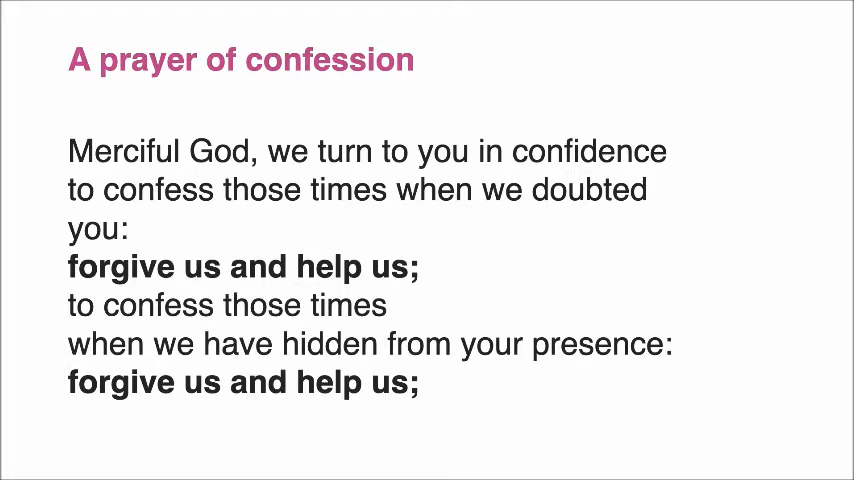 A prayer of confession
Merciful God, we turn to you in confidence
to confess those times when we doubted
you:
forgive us and help us;
to confess those times
when we have hidden from your presence:
forgive us and help us;